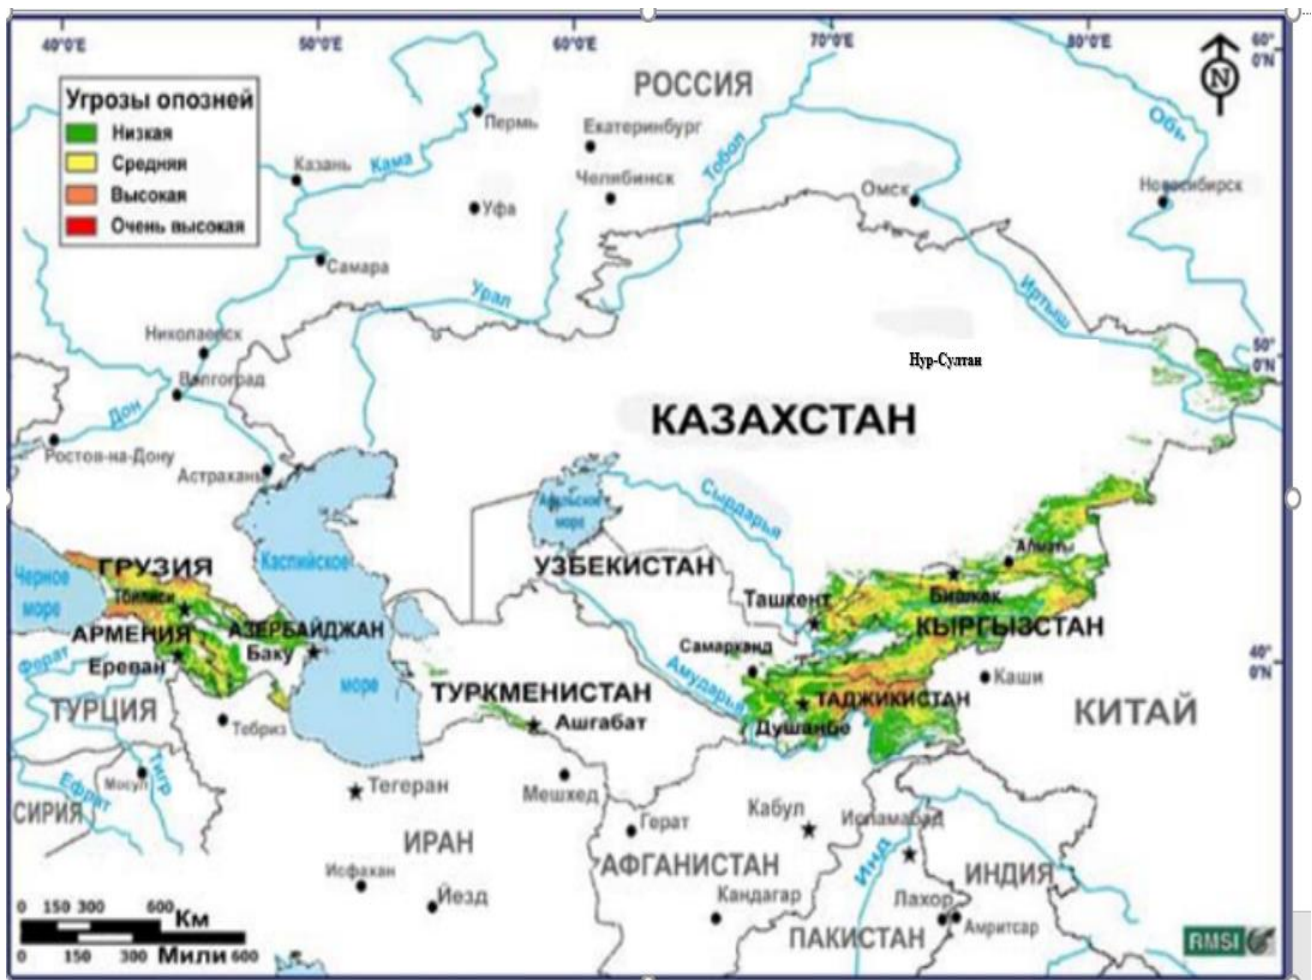 40°0'E
50°0'E
60°0'E
70°0'E
80°0'E
60°
0'N
N
Угрозы опозней
Низкая
Средняя
Высокая
Очень высокая
РОССИЯ
Пермь
Екатеринбург
Обь
Казань
Кама
Челябинск
Тобол
Омск
Новосибирск
Уфа
Самара
Урал
Иртыш
Николаевск
50°
0'N
Нур-Султан
Волгоград
Дон
КАЗАХСТАН
Ростов-на-Дону
Астрахань
Сырдарья
Аральское
море
Алматы
Каспийское
ГРУЗИЯ
УЗБЕКИСТАН
Черное
море
Тбилиси
Ташкент
Бишкек
АРМЕНИЯ
АЗЕРБАЙДЖАН
КЫРГЫЗСТАН
Баку
Самарканд
40°
0'N
Ферат
Ереван
Амударья
Каши
море
ТУРКМЕНИСТАН
ТАДЖИКИСТАН
ТУРЦИЯ
КИТАЙ
Ашгабат
Душанбе
Тебриз
Мосул
Тигр
Тегеран
Мешхед
Ефрат
СИРИЯ
Герат
Кабул
Исламабад
ИРАН
АФГАНИСТАН
Инд
ИНДИЯ
Исфахан
Йезд
Кандагар
Лахор
Амритсар
ПАКИСТАН
0 150 300 600 Км
0 150 300 Мили 600
RMSI